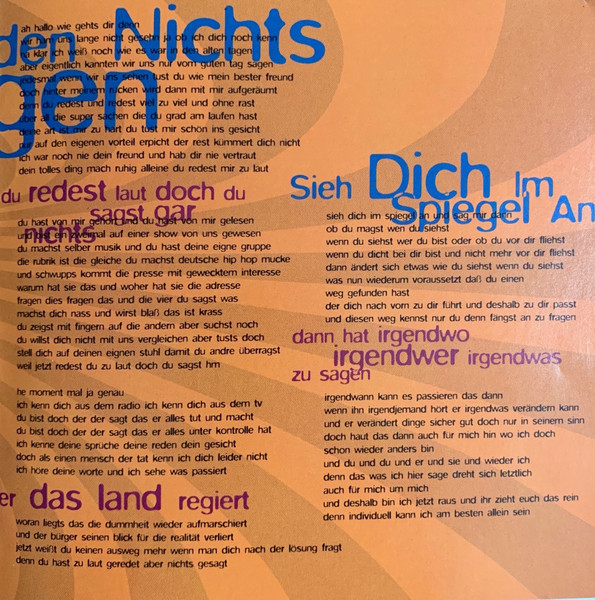 den Nichts
gen
ah hallo wie gehts dir denn
wir ham uns lange nicht gesehn ja ob ich dich noch kenn
na klar ich weiß noch wie es war in den alten tagen
aber eigentlich kannten wir uns nur vom guten tag sagen
jedesmal wenn wir uns sehen tust du wie mein bester freund
doch hinter meinem rücken wird dann mit mir aufgeräumt
denn du redest und redest viel zu viel und ohne rast
über all die super sachen die du grad am laufen hast
deine art ist mir zu hart du tust mir schön ins gesicht
nur auf den eigenen vorteil erpicht der rest kümmert dich nicht
ich war noch nie dein freund und hab dir nie vertraut
dein tolles ding mach ruhig alleine du redest mir zu laut
du redest laut doch du
sagst gar
nichts
du hast von mir gehört und du hast von mir gelesen
zweimal auf einer show von uns gewesen
du machst selber musik und du hast deine eigne gruppe
die rubrik ist die gleiche du machst deutsche hip hop mucke
und schwupps kommt die presse mit gewecktem interesse
warum hat sie das und woher hat sie die adresse
fragen dies fragen das und die vier du sagst was
machst dich nass und wirst blaß das ist krass
du zeigst mit fingern auf die andern aber suchst noch
du willst dich nicht mit uns vergleichen aber tusts doch
stell dich auf deinen eignen stuhl damit du andre überragst
weil jetzt redest du zu laut doch du sagst hm
he moment mal ja genau
ich kenn dich aus dem radio ich kenn dich aus dem tv
du bist doch der der sagt das er alles tut und macht
du bist doch der der sagt das er alles unter kontrolle hat
ich kenne deine sprüche deine reden dein gesicht
doch als einen mensch der tat kenn ich dich leider nicht
ich höre deine worte und ich sehe was passiert
er das land regiert
woran liegts das die dummheit wieder aufmarschiert
und der bürger seinen blick für die realität verliert
jetzt weißt du keinen ausweg mehr wenn man dich nach der lösung fragt
denn du hast zu laut geredet aber nichts gesagt
Sieh Dich Im
Spiegel An
sieh dich im spiegel an und sag mir dann
ob du magst wen du siehst
wenn du siehst wer du bist oder ob du vor dir fliehst
wenn du dicht bei dir bist und nicht mehr vor dir fliehst
dann ändert sich etwas wie du siehst wenn du siehst
was nun wiederum voraussetzt daß du einen
weg gefunden hast
der dich nach vorn zu dir führt und deshalb zu dir passt
und diesen weg kennst nur du denn fängst an zu fragen
dann hat irgendwo
irgendwer irgendwas
zu sagen
irgendwann kann es passieren das dann
wenn ihn irgendjemand hört er irgendwas verändern kann
und er verändert dinge sicher gut doch nur in seinem sinn
doch haut das dann auch für mich hin wo ich doch
schon wieder anders bin
und du und du und er und sie und wieder ich
denn das was ich hier sage dreht sich letztlich
auch für mich um mich
und deshalb bin ich jetzt raus und ihr zieht euch das rein
denn individuell kann ich am besten allein sein